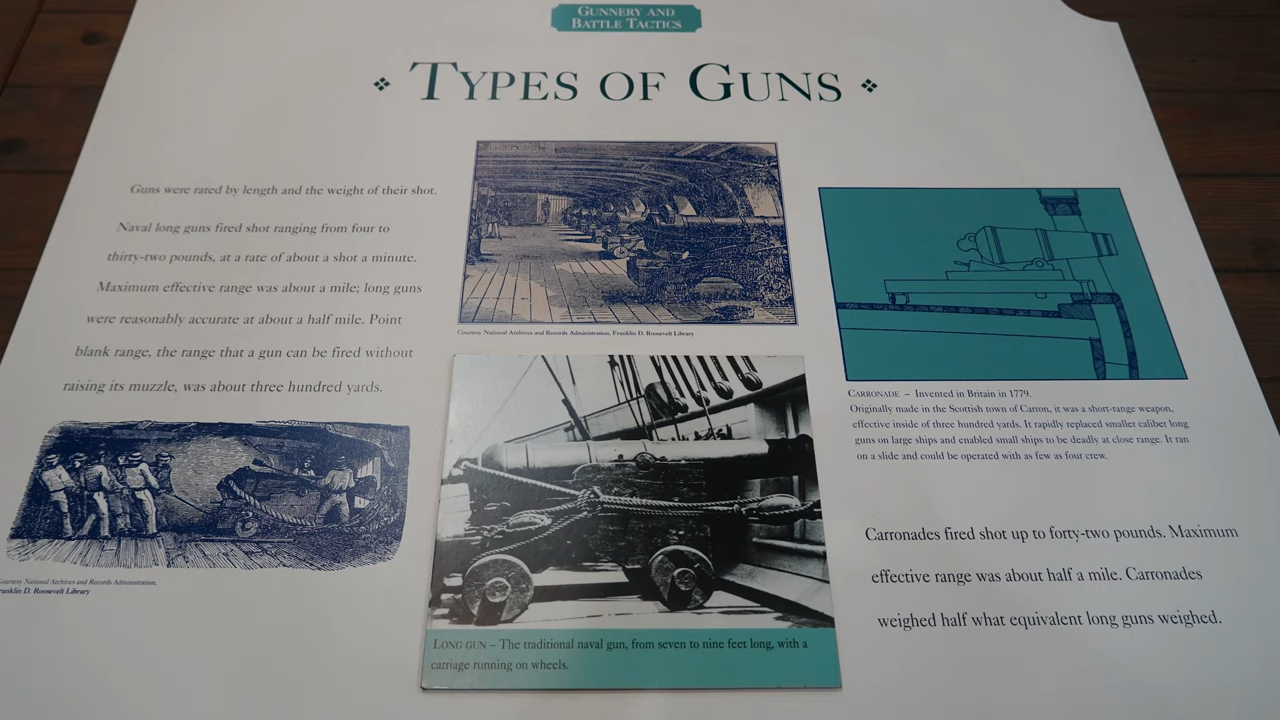 GUNNERY AND
BATTLE TACTICS
TYPES OF GUNS
Guns were rated by length and the weight of their shot.
Naval long guns fired shot ranging from four to
thirty-two pounds, at a rate of about a shot a minute.
Maximum effective range was about a mile; long guns
were reasonably accurate at about a half mile. Point
blank range, the range that a gun can be fired without
raising its muzzle, was about three hundred yards.
Courtesy National Archives and Records Administration,
Franklin D. Roosevelt Library
Courtesy National Archives and Records Administration, Franklin D. Roosevelt Library
LONG GUN – The traditional naval gun, from seven to nine feet long, with a
carriage running on wheels.
CARRONADE – Invented in Britain in 1779.
Originally made in the Scottish town of Carron, it was a short-range weapon,
effective inside of three hundred yards. It rapidly replaced smaller caliber long
guns on large ships and enabled small ships to be deadly at close range. It ran
on a slide and could be operated with as few as four crew.
Carronades fired shot up to forty-two pounds. Maximum
effective range was about half a mile. Carronades
weighed half what equivalent long guns weighed.